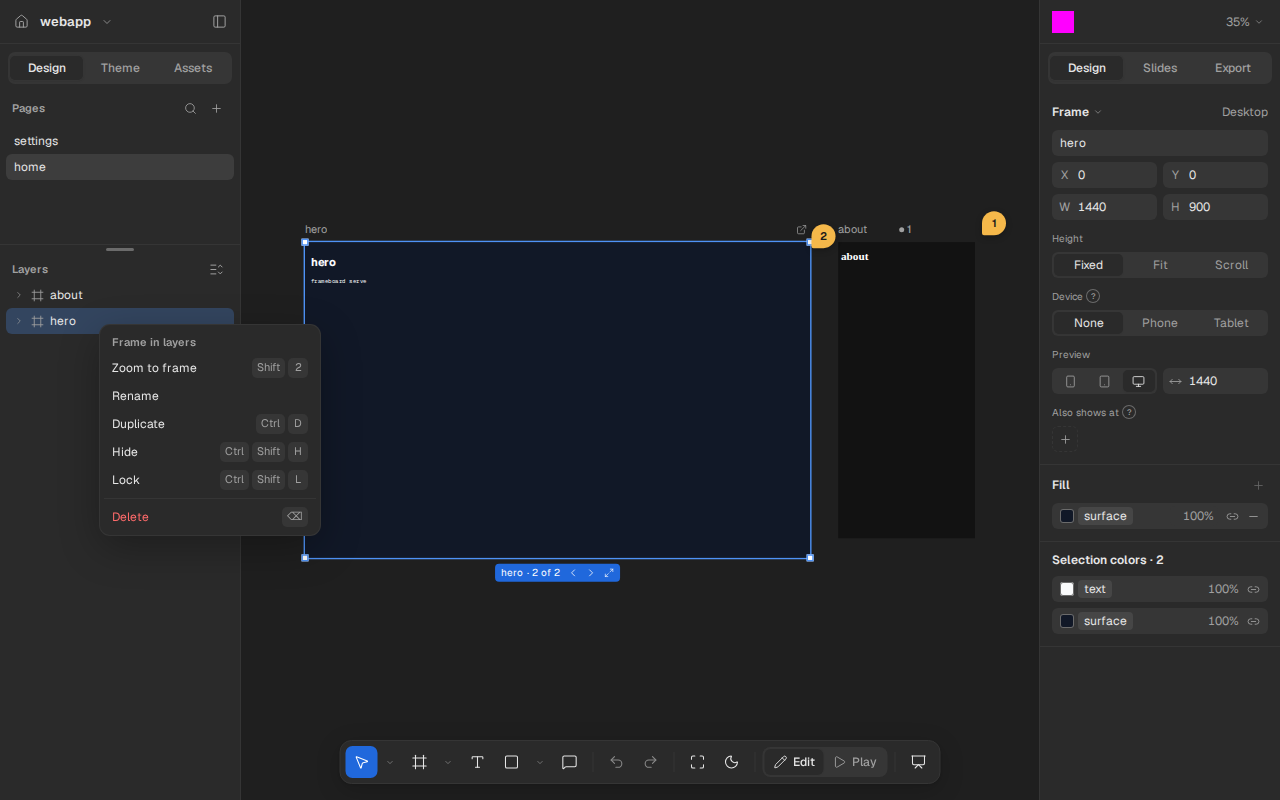 webapp
Design Theme Assets
Pages
settings
home
Layers
about
hero
Frame in layers
Zoom to frame Shift 2
Rename
Duplicate Ctrl D
Hide Ctrl Shift H
Lock Ctrl Shift L
Delete ⌫
hero
2
about 1
1
hero
frameboard serve
about
hero · 2 of 2
Edit Play
35%
Design Slides Export
Frame Desktop
hero
X 0 Y 0
W 1440 H 900
Height
Fixed Fit Scroll
Device ?
None Phone Tablet
Preview
1440
Also shows at ?
Fill
surface 100%
Selection colors · 2
text 100%
surface 100%